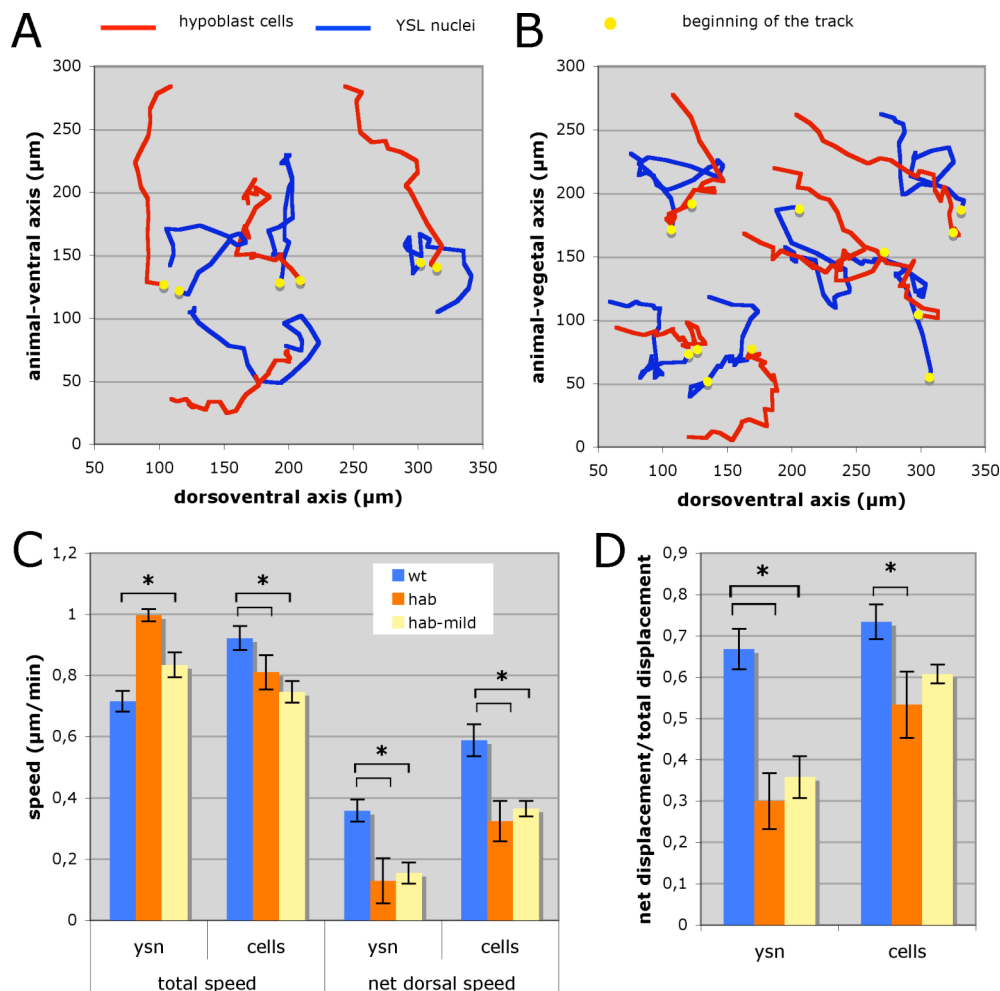 A
hypoblast cells
YSL nuclei
B
beginning of the track
300
250
200
150
100
50
0
animal-ventral axis (µm)
50 100 150 200 250 300 350
dorsoventral axis (µm)
300
250
200
150
100
50
0
animal-vegetal axis (µm)
50 100 150 200 250 300 350
dorsoventral axis (µm)
C
1,2
1
0,8
0,6
0,4
0,2
0
speed (µm/min)
*
*
*
*
wt
hab
hab-mild
ysn cells ysn cells
total speed net dorsal speed
D
0,9
0,8
0,7
0,6
0,5
0,4
0,3
0,2
0,1
0
net displacement/total displacement
*
*
ysn cells